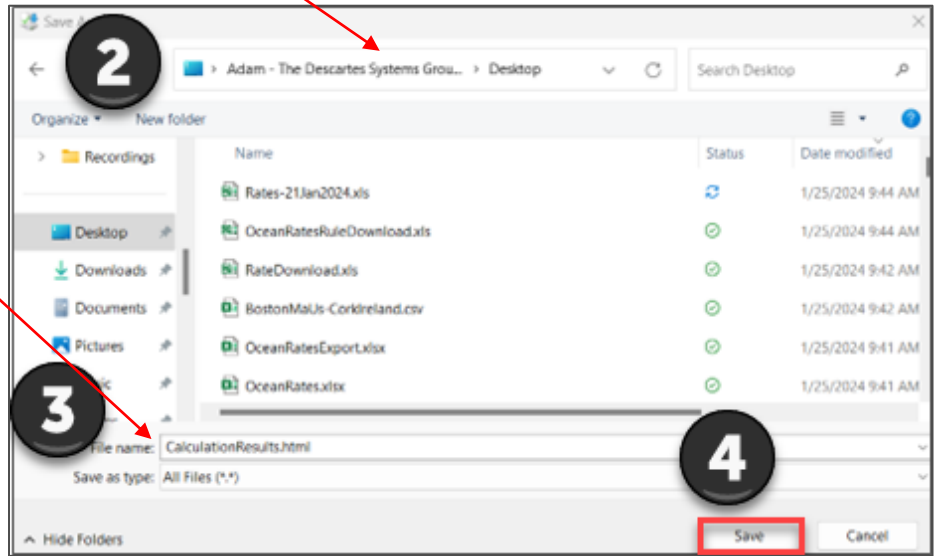 Save A
2
Adam - The Descartes Systems Grou... > Desktop
Search Desktop
Organize
New folder
Recordings
Name
Status
Date modified
Rates-21Jan2024.xls
1/25/2024 9:44 AM
Desktop
OceanRatesRuleDownload.xls
1/25/2024 9:44 AM
Downloads
RateDownload.xls
1/25/2024 9:42 AM
Documents
BostonMaUs-CorkIreland.csv
1/25/2024 9:42 AM
Pictures
OceanRatesExport.xlsx
1/25/2024 9:41 AM
ic
OceanRates.xlsx
1/25/2024 9:41 AM
3
File name: CalculationResults.html
4
Save as type: All Files (*.*)
Hide Folders
Save
Cancel